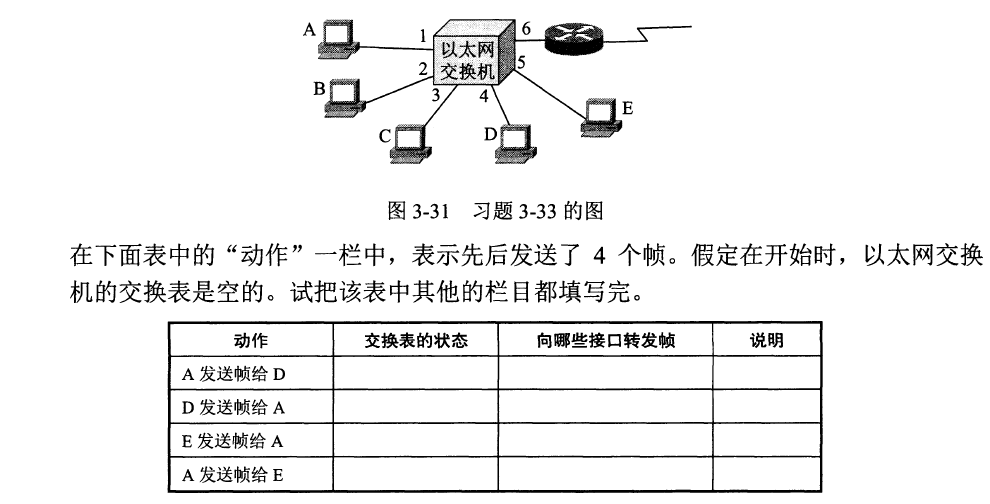 A
1
6
以太网
交换机
2
5
B
3
4
E
C
D
图 3-31 习题 3-33 的图
在下面表中的“动作”一栏中，表示先后发送了 4 个帧。假定在开始时，以太网交换
机的交换表是空的。试把该表中其他的栏目都填写完。
动作 交换表的状态 向哪些接口转发帧 说明
A 发送帧给 D
D 发送帧给 A
E 发送帧给 A
A 发送帧给 E